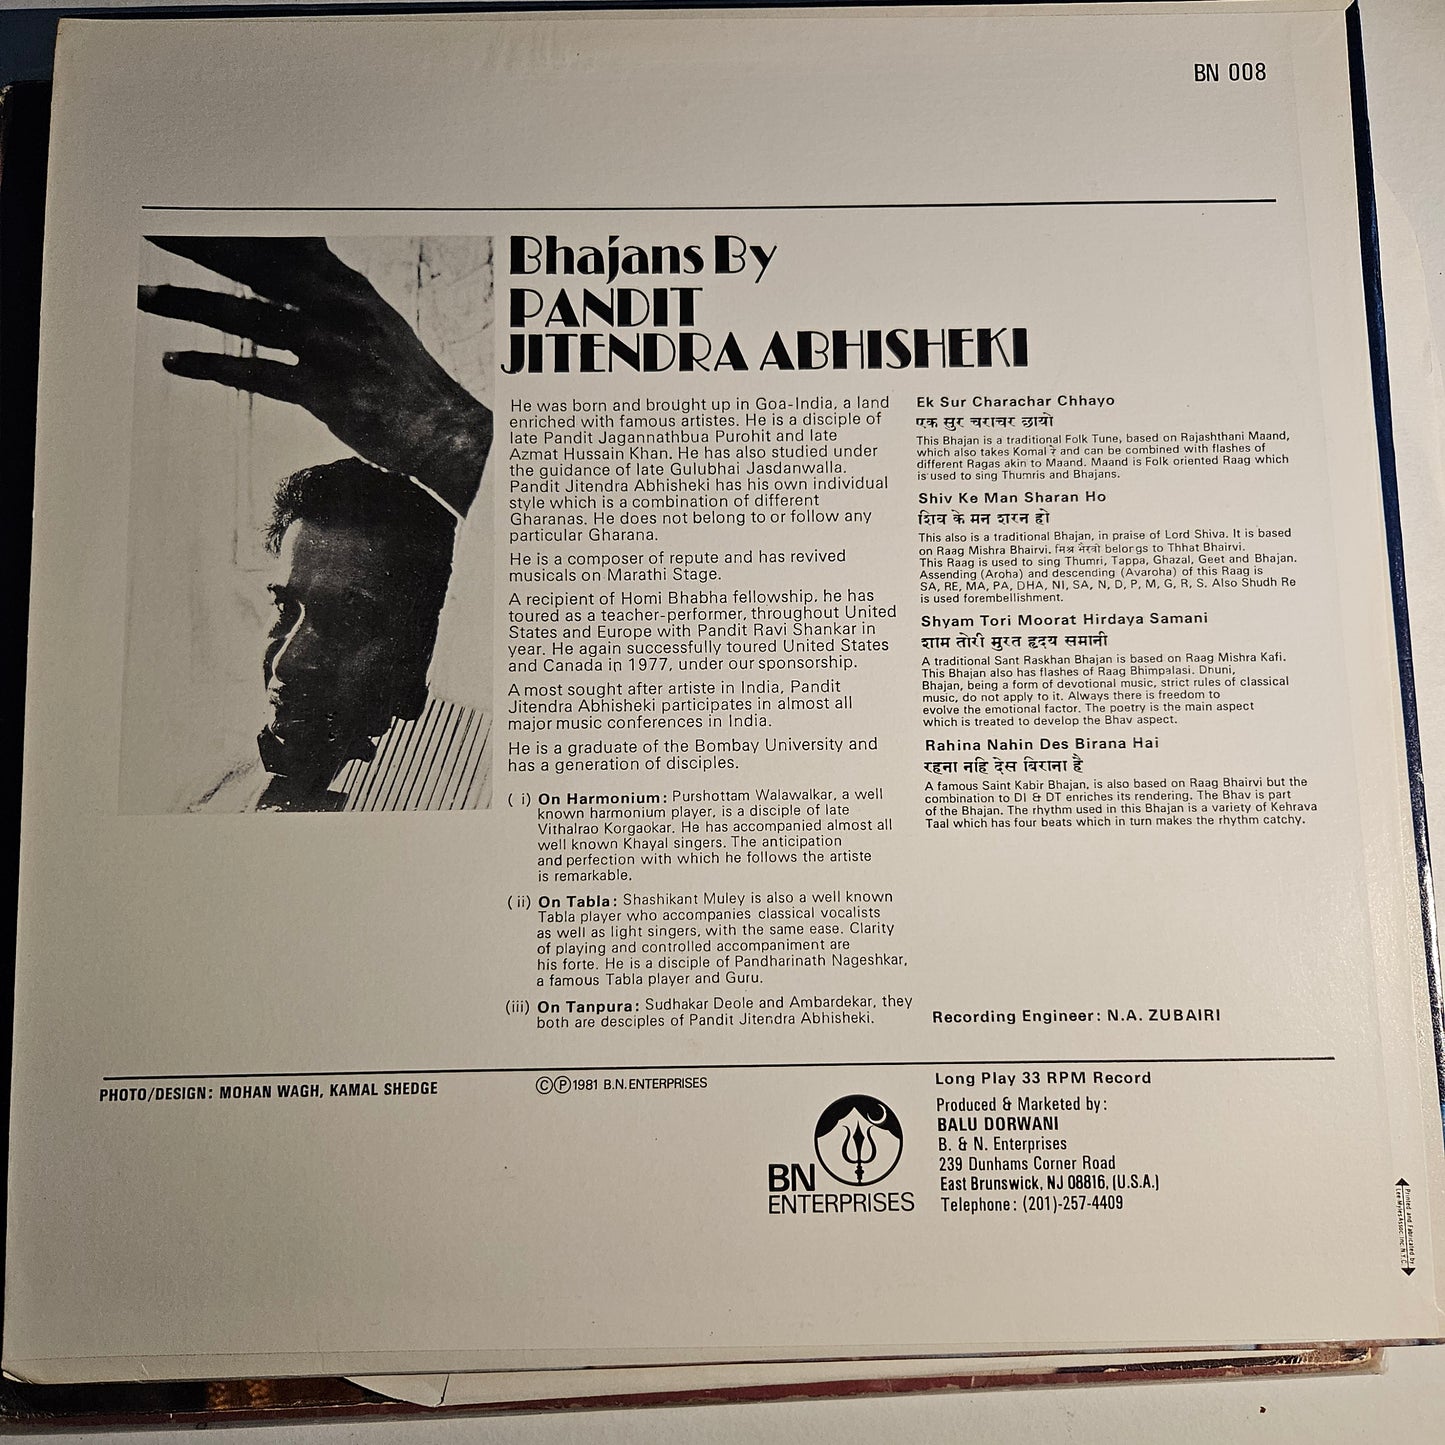 BN 008
Bhajans By
PANDIT
JITENDRA ABHISHEKI
He was born and brought up in Goa-India, a land
enriched with famous artistes. He is a disciple of
late Pandit Jagannathbua Purohit and late
Azmat Hussain Khan. He has also studied under
the guidance of late Gulubhai Jasdanwalla.
Pandit Jitendra Abhisheki has his own individual
style which is a combination of different
Gharanas. He does not belong to or follow any
particular Gharana.
He is a composer of repute and has revived
musicals on Marathi Stage.
A recipient of Homi Bhabha fellowship, he has
toured as a teacher-performer, throughout United
States and Europe with Pandit Ravi Shankar in
year. He again successfully toured United States
and Canada in 1977, under our sponsorship.
A most sought after artiste in India, Pandit
Jitendra Abhisheki participates in almost all
major music conferences in India.
He is a graduate of the Bombay University and
has a generation of disciples.
( i) On Harmonium: Purshottam Walawalkar, a well
known harmonium player, is a disciple of late
Vithalrao Korgaokar. He has accompanied almost all
well known Khayal singers. The anticipation
and perfection with which he follows the artiste
is remarkable.
( ii) On Tabla: Shashikant Muley is also a well known
Tabla player who accompanies classical vocalists
as well as light singers, with the same ease. Clarity
of playing and controlled accompaniment are
his forte. He is a disciple of Pandharinath Nageshkar,
a famous Tabla player and Guru.
(iii) On Tanpura: Sudhakar Deole and Ambardekar, they
both are desciples of Pandit Jitendra Abhisheki.
Ek Sur Charachar Chhayo
एक सुर चराचर छायो
This Bhajan is a traditional Folk Tune, based on Rajashthani Maand,
which also takes Komal रे and can be combined with flashes of
different Ragas akin to Maand. Maand is Folk oriented Raag which
is used to sing Thumris and Bhajans.
Shiv Ke Man Sharan Ho
शिव के मन शरन हो
This also is a traditional Bhajan, in praise of Lord Shiva. It is based
on Raag Mishra Bhairvi. मिश्र भैरवी belorgs to Thhat Bhairvi.
This Raag is used to sing Thumri, Tappa, Ghazal, Geet and Bhajan.
Assending (Aroha) and descending (Avaroha) of this Raag is
SA, RE, MA, PA, DHA, NI, SA, N, D, P, M, G, R, S. Also Shudh Re
is used forembellishment.
Shyam Tori Moorat Hirdaya Samani
शाम तोरी मुरत हृदय समानी
A traditional Sant Raskhan Bhajan is based on Raag Mishra Kafi.
This Bhajan also has flashes of Raag Bhimpalasi. Dhuni,
Bhajan, being a form of devotional music, strict rules of classical
music, do not apply to it. Always there is freedom to
evolve the emotional factor. The poetry is the main aspect
which is treated to develop the Bhav aspect.
Rahina Nahin Des Birana Hai
रहना नहि देस बिराना है
A famous Saint Kabir Bhajan, is also based on Raag Bhairvi but the
combination to DI & DT enriches its rendering. The Bhav is part
of the Bhajan. The rhythm used in this Bhajan is a variety of Kehrava
Taal which has four beats which in turn makes the rhythm catchy.
Recording Engineer: N.A. ZUBAIRI
PHOTO/DESIGN: MOHAN WAGH, KAMAL SHEDGE
©℗1981 B.N. ENTERPRISES
BN
ENTERPRISES
Long Play 33 RPM Record
Produced & Marketed by:
BALU DORWANI
B. & N. Enterprises
239 Dunhams Corner Road
East Brunswick, NJ 08816, (U.S.A.)
Telephone: (201)-257-4409
Printed and Fabricated by
Lee-Myles Assoc. Inc. N.Y.C.